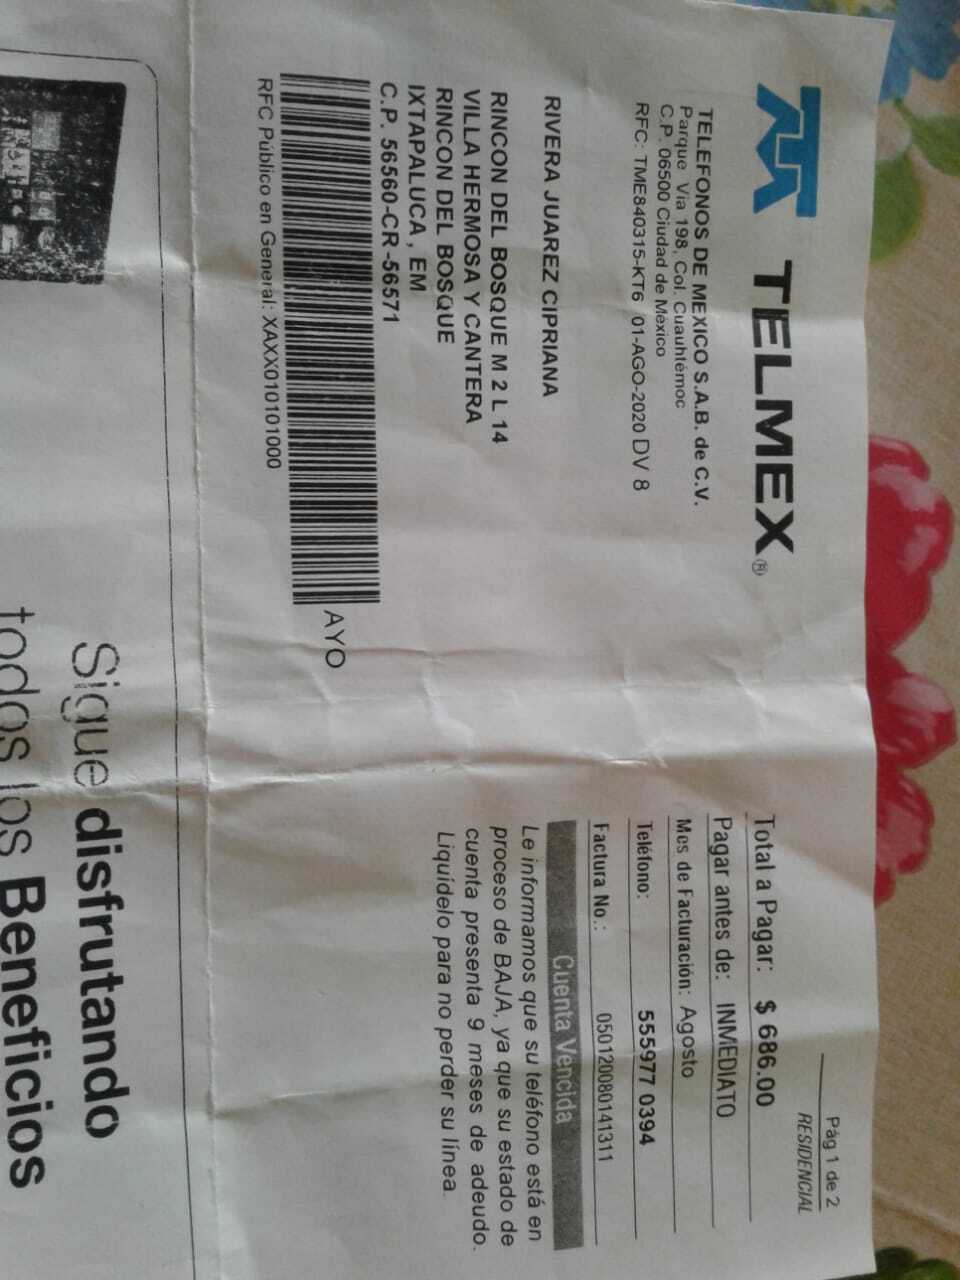 TELMEX®
TELEFONOS DE MEXICO S.A.B. de C.V.
Parque Via 198, Col. Cuauhtémoc
C.P. 06500 Ciudad de México
RFC: TME840315-KT6 01-AGO-2020 DV 8
RIVERA JUAREZ CIPRIANA
RINCON DEL BOSQUE M 2 L 14
VILLA HERMOSA Y CANTERA
RINCON DEL BOSQUE
IXTAPALUCA , EM
C.P. 56560-CR -56571
AYO
RFC Público en General: XAXX010101000
Pág 1 de 2
RESIDENCIAL
Total a Pagar: $ 686.00
Pagar antes de: INMEDIATO
Mes de Facturación: Agosto
Teléfono: 555977 0394
Factura No.: 050120080141311
Cuenta Vencida
Le informamos que su teléfono está en
proceso de BAJA, ya que su estado de
cuenta presenta 9 meses de adeudo.
Liquídelo para no perder su línea.
Sigue disfrutando
todos los Beneficios